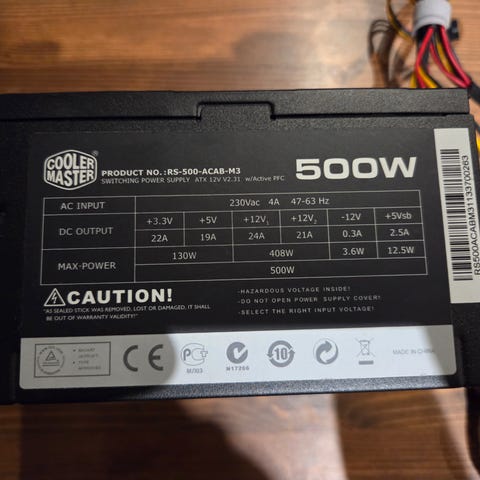 COOLER
MASTER
PRODUCT NO.:RS-500-ACAB-M3
SWITCHING POWER SUPPLY ATX 12V V2.31 w/Active PFC
500W
AC INPUT 230Vac 4A 47-63 Hz
DC OUTPUT +3.3V +5V +12V1 +12V2 -12V +5Vsb
22A 19A 24A 21A 0.3A 2.5A
MAX-POWER 130W 408W 3.6W 12.5W
500W
CAUTION!
"AS SEALED STICK WAS REMOVED, LOST OR DAMAGED, IT SHALL
BE OUT OF WARRANTY VALIDITY!"
-HAZARDOUS VOLTAGE INSIDE!
-DO NOT OPEN POWER SUPPLY COVER!
-SELECT THE RIGHT INPUT VOLTAGE!
RS500ACABM31133700263
CE
МЛ03
N17266
10
MADE IN CHINA